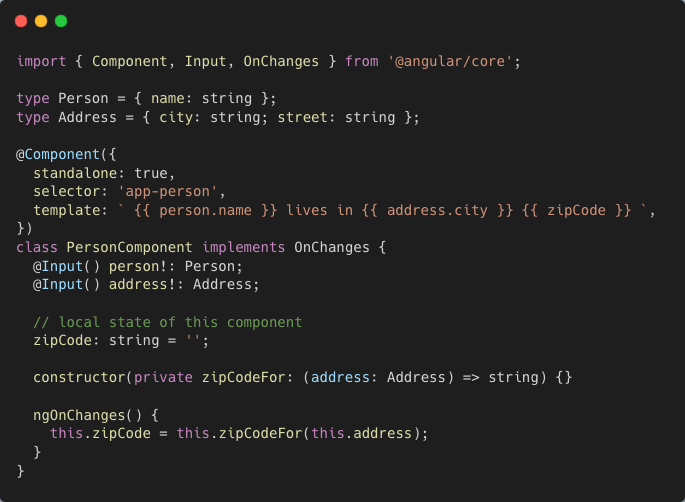 import { Component, Input, OnChanges } from '@angular/core';

type Person = { name: string };
type Address = { city: string; street: string };

@Component({
  standalone: true,
  selector: 'app-person',
  template: ` {{ person.name }} lives in {{ address.city }} {{ zipCode }} `,
})
class PersonComponent implements OnChanges {
  @Input() person!: Person;
  @Input() address!: Address;

  // local state of this component
  zipCode: string = '';

  constructor(private zipCodeFor: (address: Address) => string) {}

  ngOnChanges() {
    this.zipCode = this.zipCodeFor(this.address);
  }
}